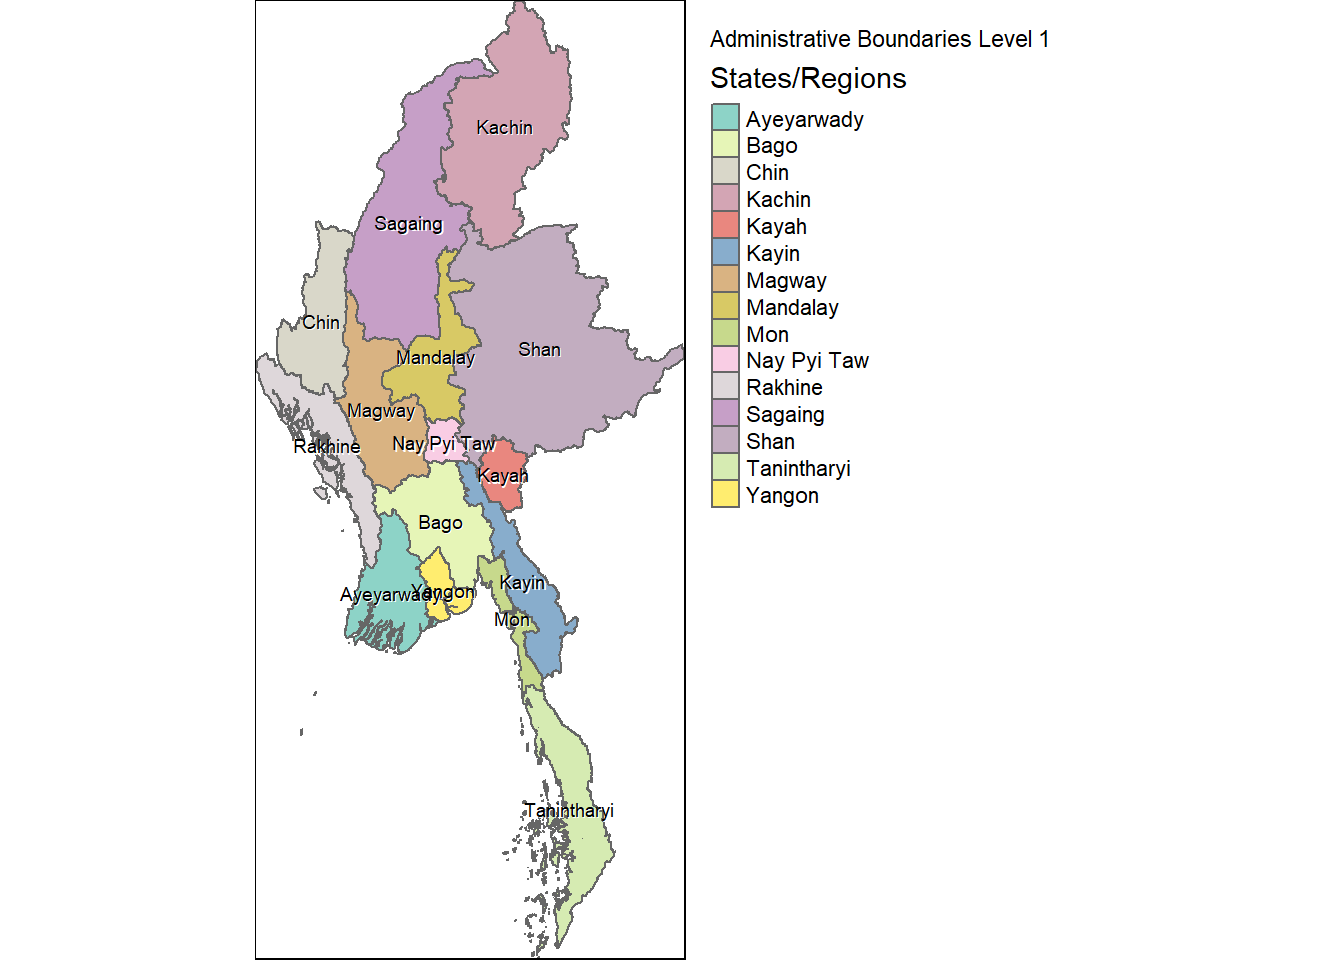 Administrative Boundaries Level 1
States/Regions
Ayeyarwady
Bago
Chin
Kachin
Kayah
Kayin
Magway
Mandalay
Mon
Nay Pyi Taw
Rakhine
Sagaing
Shan
Tanintharyi
Yangon
Kachin
Sagaing
Chin
Shan
Mandalay
Magway
Nay Pyi Taw
Rakhine
Kayah
Bago
Kayin
Ayeyarwady
Yangon
Mon
Tanintharyi